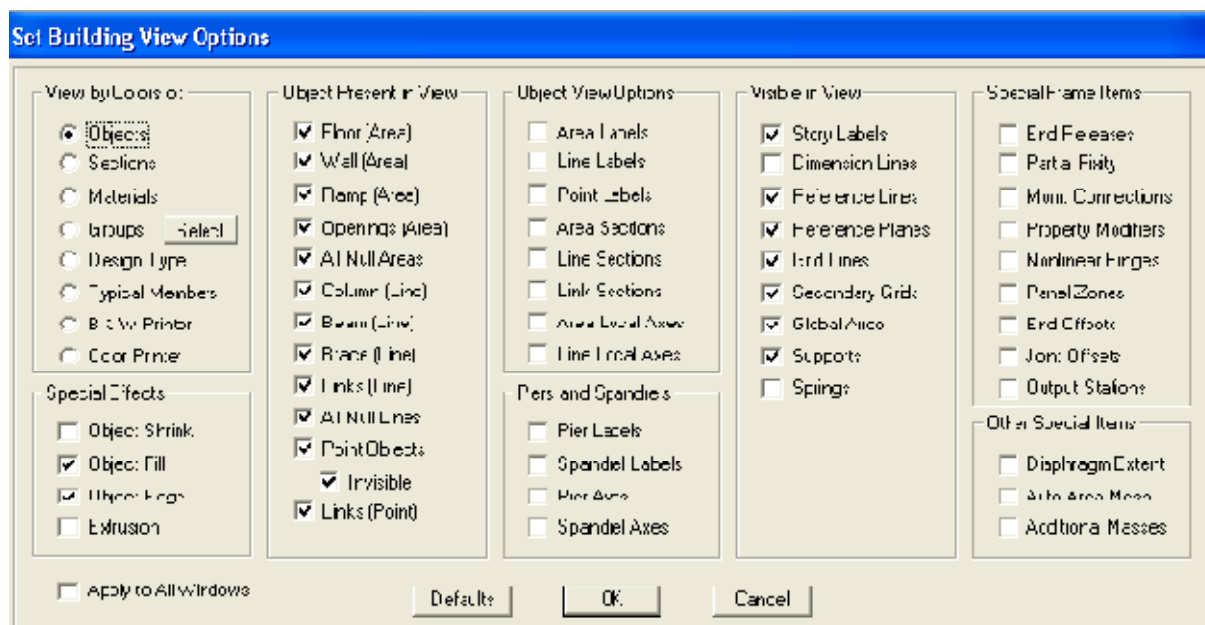 Set Building View Options
View by Colors of:
Objects
Sections
Materials
Groups Select
Design Type
Typical Members
B & W Printer
Color Printer
Special Effects
Object Shrink
Object Fill
Object Edge
Extrusion
Apply to All Windows
Object Present in View
Floor (Area)
Wall (Area)
Ramp (Area)
Openings (Area)
All Null Areas
Column (Line)
Beam (Line)
Brace (Line)
Links (Line)
All Null Lines
Point Objects
Invisible
Links (Point)
Object View Options
Area Labels
Line Labels
Point Labels
Area Sections
Line Sections
Link Sections
Area Local Axes
Line Local Axes
Piers and Spandrels
Pier Labels
Spandrel Labels
Pier Axes
Spandrel Axes
Visible in View
Story Labels
Dimension Lines
Reference Lines
Reference Planes
Grid Lines
Secondary Grids
Global Axes
Supports
Springs
Special Frame Items
End Releases
Partial Fixity
Mom. Connections
Property Modifiers
Nonlinear Hinges
Panel Zones
End Offsets
Joint Offsets
Output Stations
Other Special Items
Diaphragm Extent
Auto Area Mesh
Additional Masses
Defaults
OK
Cancel